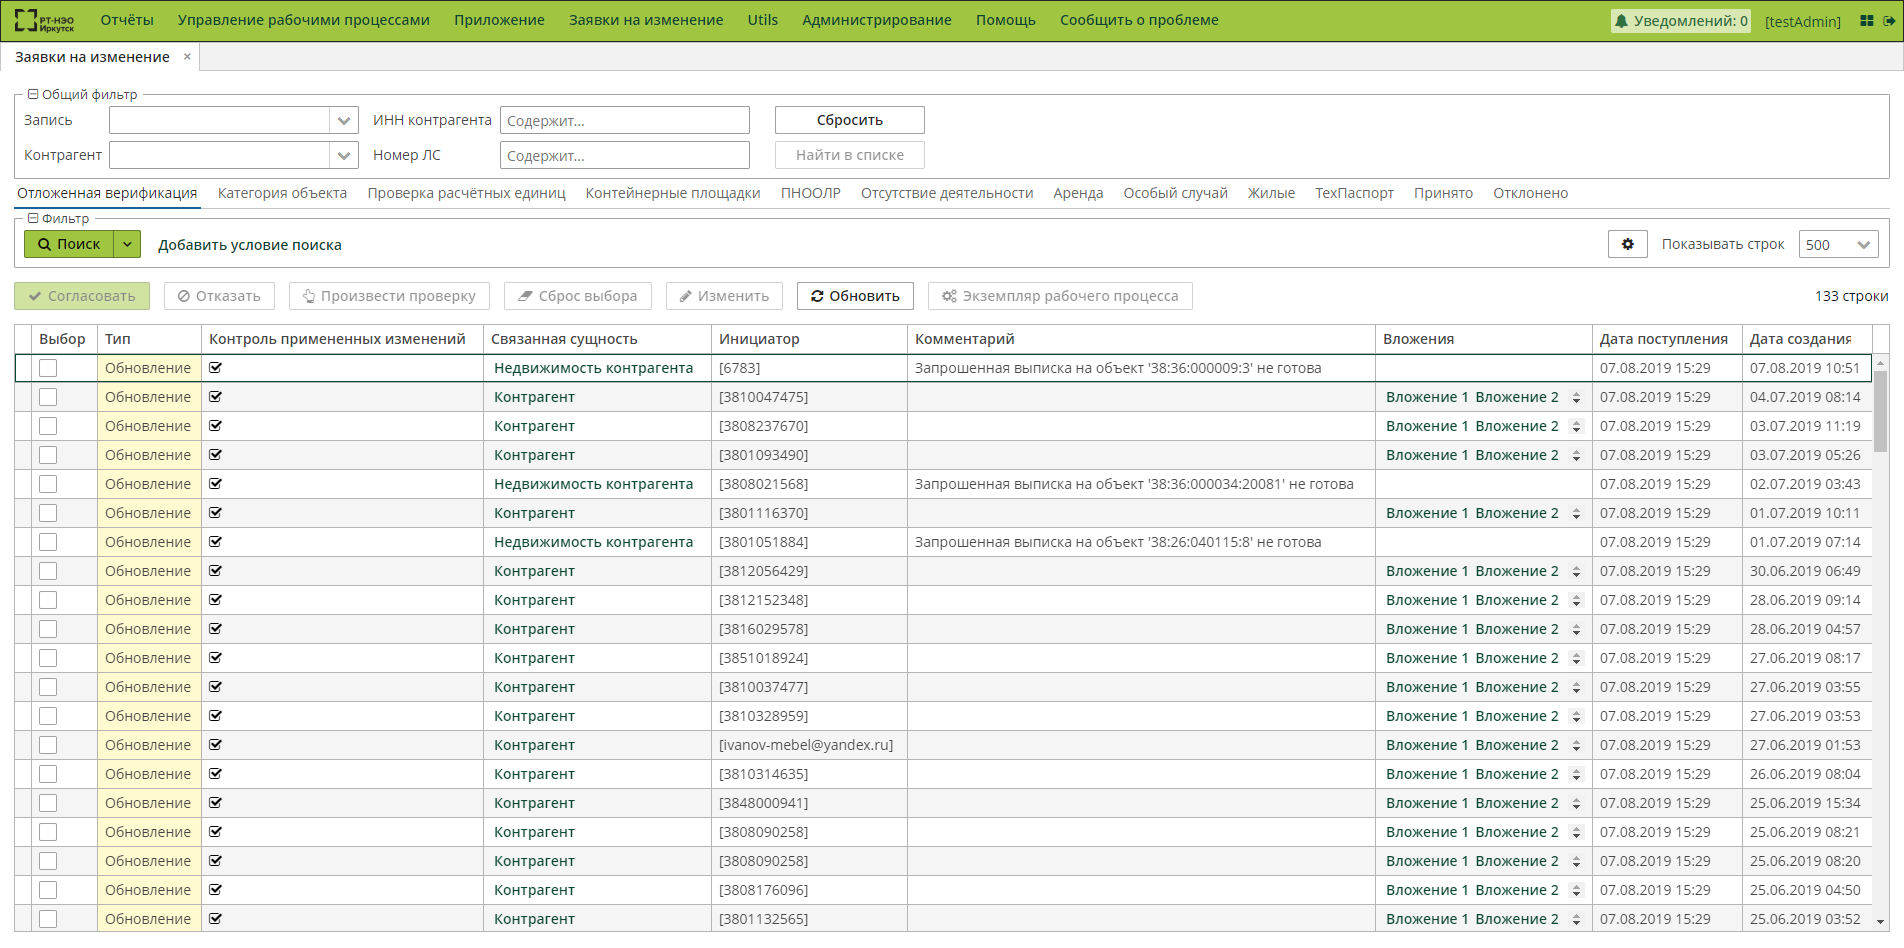 РТ-НЭО Иркутск Отчёты Управление рабочими процессами Приложение Заявки на изменение Utils Администрирование Помощь Сообщить о проблеме Уведомлений: 0 [testAdmin]
Заявки на изменение ×
Общий фильтр
Запись ИНН контрагента Содержит... Сбросить
Контрагент Номер ЛС Содержит... Найти в списке
Отложенная верификация Категория объекта Проверка расчётных единиц Контейнерные площадки ПНООЛР Отсутствие деятельности Аренда Особый случай Жилые ТехПаспорт Принято Отклонено
Фильтр
Поиск Добавить условие поиска Показывать строк 500
Согласовать Отказать Произвести проверку Сброс выбора Изменить Обновить Экземпляр рабочего процесса 133 строки
Выбор Тип Контроль примененных изменений Связанная сущность Инициатор Комментарий Вложения Дата поступления Дата создания
Обновление Недвижимость контрагента [6783] Запрошенная выписка на объект '38:36:000009:3' не готова 07.08.2019 15:29 07.08.2019 10:51
Обновление Контрагент [3810047475] Вложение 1 Вложение 2 07.08.2019 15:29 04.07.2019 08:14
Обновление Контрагент [3808237670] Вложение 1 Вложение 2 07.08.2019 15:29 03.07.2019 11:19
Обновление Контрагент [3801093490] Вложение 1 Вложение 2 07.08.2019 15:29 03.07.2019 05:26
Обновление Недвижимость контрагента [3808021568] Запрошенная выписка на объект '38:36:000034:20081' не готова 07.08.2019 15:29 02.07.2019 03:43
Обновление Контрагент [3801116370] Вложение 1 Вложение 2 07.08.2019 15:29 01.07.2019 10:11
Обновление Недвижимость контрагента [3801051884] Запрошенная выписка на объект '38:26:040115:8' не готова 07.08.2019 15:29 01.07.2019 07:14
Обновление Контрагент [3812056429] Вложение 1 Вложение 2 07.08.2019 15:29 30.06.2019 06:49
Обновление Контрагент [3812152348] Вложение 1 Вложение 2 07.08.2019 15:29 28.06.2019 09:14
Обновление Контрагент [3816029578] Вложение 1 Вложение 2 07.08.2019 15:29 28.06.2019 04:57
Обновление Контрагент [3851018924] Вложение 1 Вложение 2 07.08.2019 15:29 27.06.2019 08:17
Обновление Контрагент [3810037477] Вложение 1 Вложение 2 07.08.2019 15:29 27.06.2019 03:55
Обновление Контрагент [3810328959] Вложение 1 Вложение 2 07.08.2019 15:29 27.06.2019 03:53
Обновление Контрагент [ivanov-mebel@yandex.ru] Вложение 1 Вложение 2 07.08.2019 15:29 27.06.2019 01:53
Обновление Контрагент [3810314635] Вложение 1 Вложение 2 07.08.2019 15:29 26.06.2019 08:04
Обновление Контрагент [3848000941] Вложение 1 Вложение 2 07.08.2019 15:29 25.06.2019 15:34
Обновление Контрагент [3808090258] Вложение 1 Вложение 2 07.08.2019 15:29 25.06.2019 08:21
Обновление Контрагент [3808090258] Вложение 1 Вложение 2 07.08.2019 15:29 25.06.2019 08:20
Обновление Контрагент [3808176096] Вложение 1 Вложение 2 07.08.2019 15:29 25.06.2019 04:50
Обновление Контрагент [3801132565] Вложение 1 Вложение 2 07.08.2019 15:29 25.06.2019 03:52